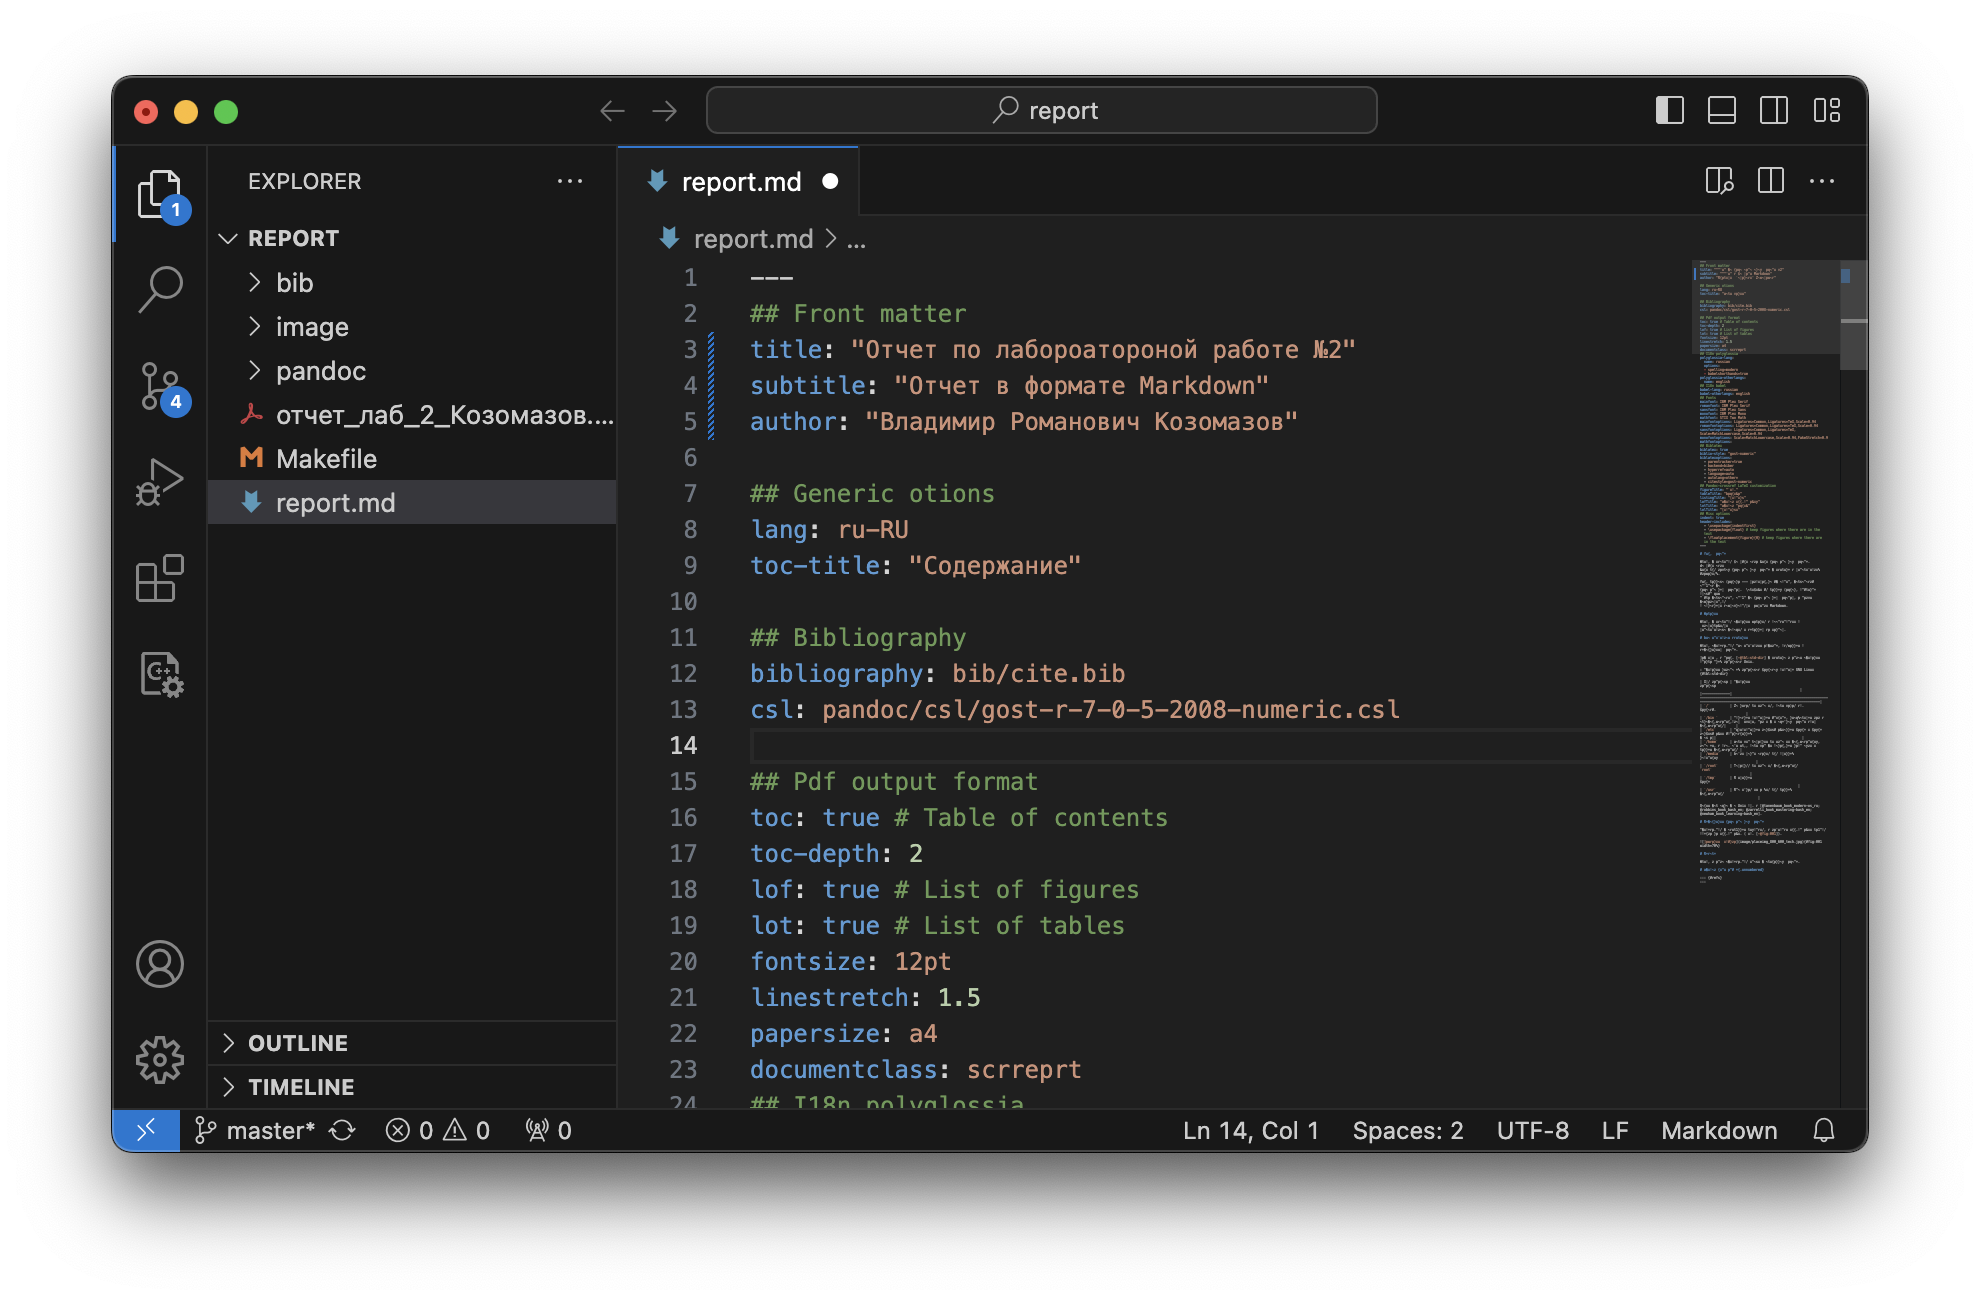 report
EXPLORER
REPORT
bib
image
pandoc
отчет_лаб_2_Козомазов....
Makefile
report.md
OUTLINE
TIMELINE
1
4
report.md
report.md > ...
1 ---
2 ## Front matter
3 title: "Отчет по лабороатороной работе №2"
4 subtitle: "Отчет в формате Markdown"
5 author: "Владимир Романович Козомазов"
6
7 ## Generic otions
8 lang: ru-RU
9 toc-title: "Содержание"
10
11 ## Bibliography
12 bibliography: bib/cite.bib
13 csl: pandoc/csl/gost-r-7-0-5-2008-numeric.csl
14
15 ## Pdf output format
16 toc: true # Table of contents
17 toc-depth: 2
18 lof: true # List of figures
19 lot: true # List of tables
20 fontsize: 12pt
21 linestretch: 1.5
22 papersize: a4
23 documentclass: scrreprt
24 ## I18n polyglossia
master* 0 0 0 Ln 14, Col 1 Spaces: 2 UTF-8 LF Markdown